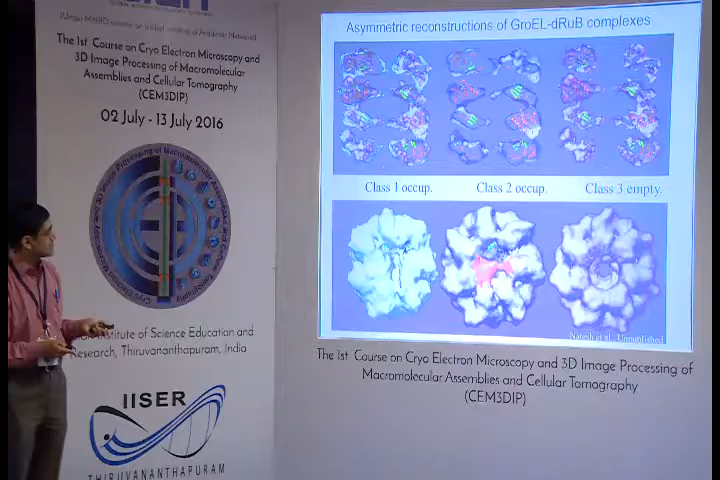 The 1st Course on Cryo Electron Microscopy and
3D Image Processing of Macromolecular
Assemblies and Cellular Tomography
(CEM3DIP)
02 July - 13 July 2016
Institute of Science Education and
Research, Thiruvananthapuram, India
IISER
THIRUVANANTHAPURAM
Asymmetric reconstructions of GroEL-dRuB complexes
Class 1 occup.
Class 2 occup.
Class 3 empty.
Natesh et al. Unpublished
The 1st Course on Cryo Electron Microscopy and 3D Image Processing of
Macromolecular Assemblies and Cellular Tomography
(CEM3DIP)